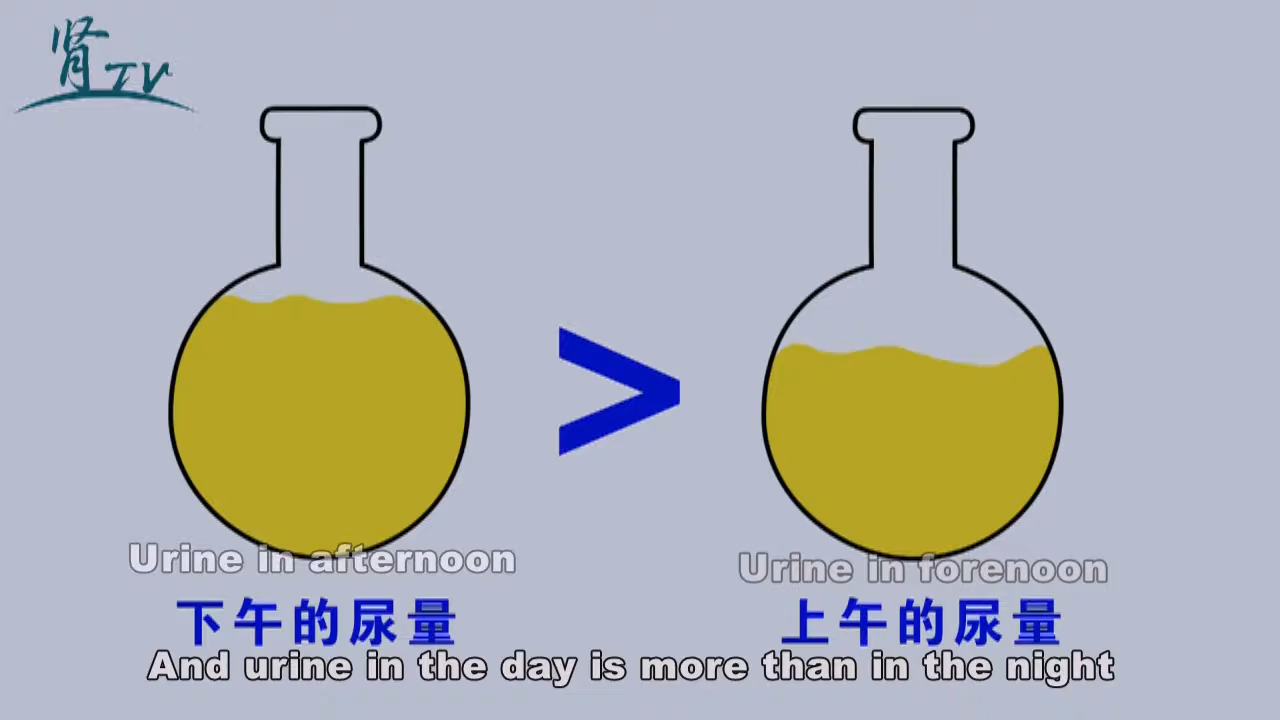 肾TV
>
Urine in afternoon
Urine in forenoon
下午的尿量
上午的尿量
And urine in the day is more than in the night